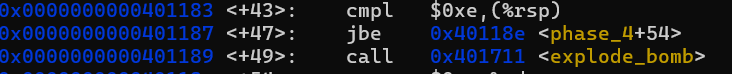 0x0000000000401183 <+43>: cmpl $0xe,(%rsp)
0x0000000000401187 <+47>: jbe 0x40118e <phase_4+54>
0x0000000000401189 <+49>: call 0x401711 <explode_bomb>